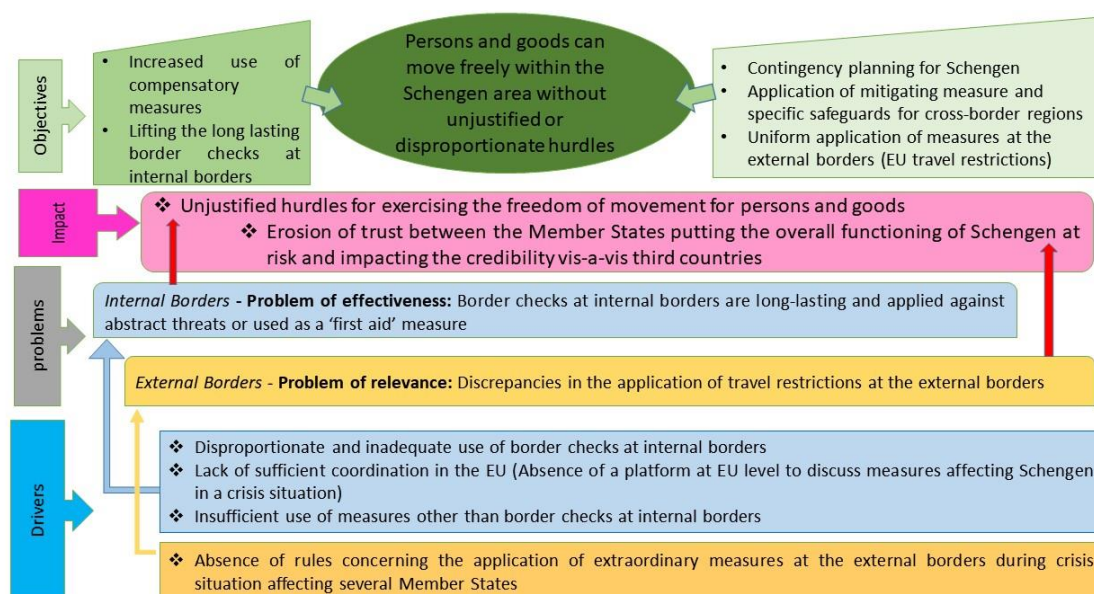 Objectives
• Increased use of
compensatory
measures
• Lifting the long lasting
border checks at
internal borders
Persons and goods can
move freely within the
Schengen area without
unjustified or
disproportionate hurdles
• Contingency planning for Schengen
• Application of mitigating measure and
specific safeguards for cross-border regions
• Uniform application of measures at the
external borders (EU travel restrictions)
Impact
❖ Unjustified hurdles for exercising the freedom of movement for persons and goods
❖ Erosion of trust between the Member States putting the overall functioning of Schengen at
risk and impacting the credibility vis-a-vis third countries
problems
Internal Borders - Problem of effectiveness: Border checks at internal borders are long-lasting and applied against
abstract threats or used as a ‘first aid’ measure
External Borders - Problem of relevance: Discrepancies in the application of travel restrictions at the external borders
Drivers
❖ Disproportionate and inadequate use of border checks at internal borders
❖ Lack of sufficient coordination in the EU (Absence of a platform at EU level to discuss measures affecting Schengen
in a crisis situation)
❖ Insufficient use of measures other than border checks at internal borders
❖ Absence of rules concerning the application of extraordinary measures at the external borders during crisis
situation affecting several Member States